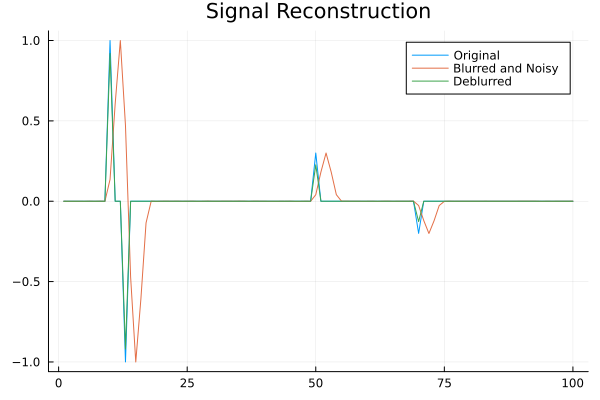 Signal Reconstruction
Original
Blurred and Noisy
Deblurred
1.0
0.5
0.0
−0.5
−1.0
0 25 50 75 100